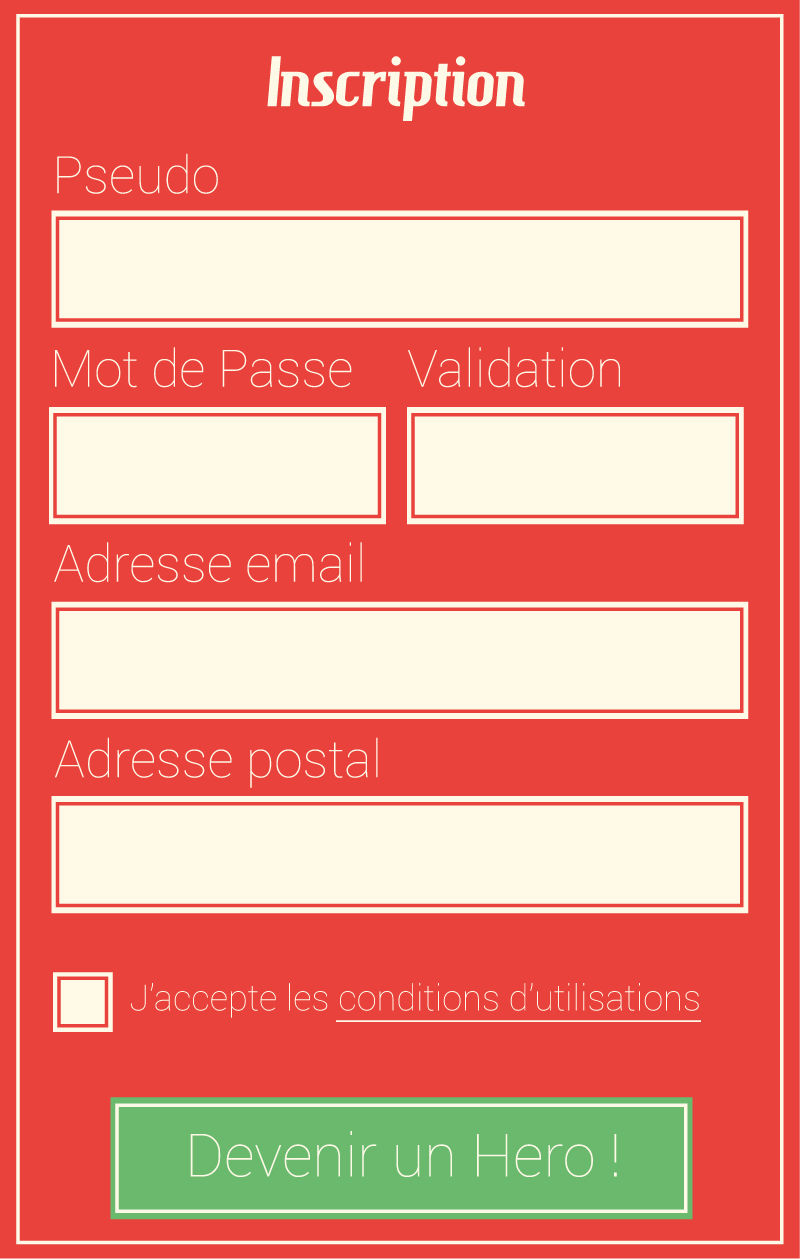 Inscription
Pseudo
Mot de Passe
Validation
Adresse email
Adresse postal
J'accepte les conditions d'utilisations
Devenir un Hero !